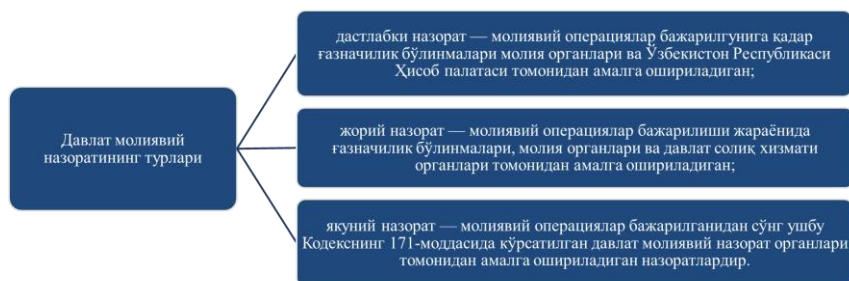 Давлат молиявий
назоратининг турлари
дастлабки назорат — молиявий операциялар бажарилгунига қадар
ғазначилик бўлинмалари молия органлари ва Ўзбекистон Республикаси
Ҳисоб палатаси томонидан амалга ошириладиган;
жорий назорат — молиявий операциялар бажарилиши жараёнида
ғазначилик бўлинмалари, молия органлари ва давлат солиқ хизмати
органлари томонидан амалга ошириладиган;
якуний назорат — молиявий операциялар бажарилганидан сўнг ушбу
Кодекснинг 171-моддасида кўрсатилган давлат молиявий назорат органлари
томонидан амалга ошириладиган назоратлардир.